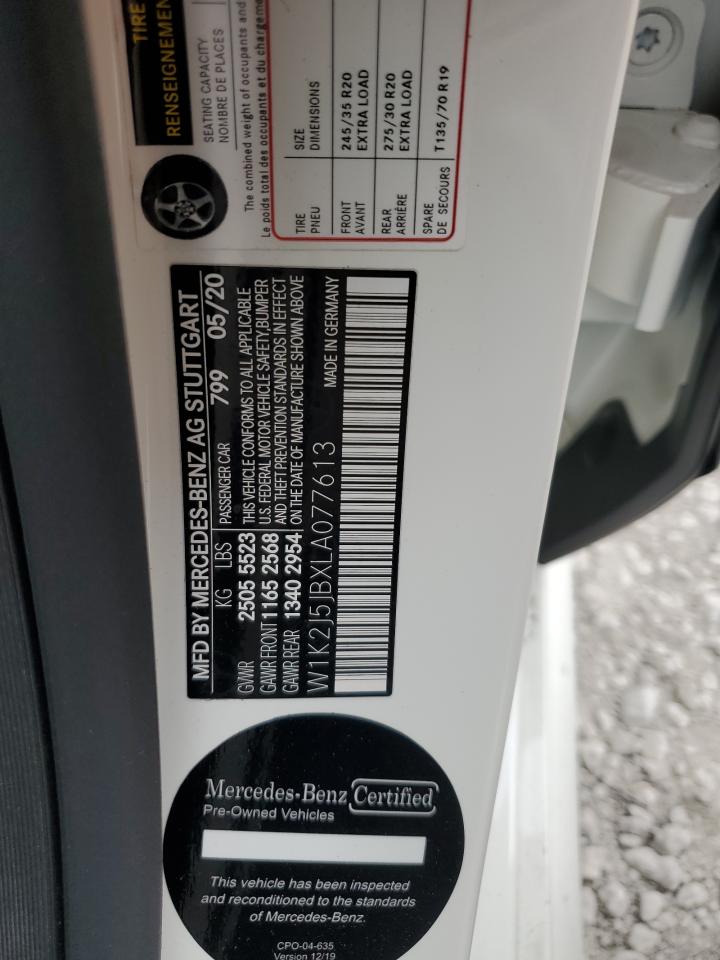 TIRE
RENSEIGNEMEN
SEATING CAPACITY
NOMBRE DE PLACES
The combined weight of occupants and
Le poids total des occupants et du chargeme
TIRE
PNEU
SIZE
DIMENSIONS
FRONT
AVANT
245/35 R20
EXTRA LOAD
REAR
ARRIÈRE
275/30 R20
EXTRA LOAD
SPARE
DE SECOURS
T135/70 R19
MFD BY MERCEDES-BENZ AG STUTTGART
KG LBS PASSENGER CAR 799 05/20
GVWR 2505 5523
GAWR FRONT 1165 2568
GAWR REAR 1340 2954
THIS VEHICLE CONFORMS TO ALL APPLICABLE
U.S. FEDERAL MOTOR VEHICLE SAFETY,BUMPER
AND THEFT PREVENTION STANDARDS IN EFFECT
ON THE DATE OF MANUFACTURE SHOWN ABOVE
W1K2J5JBXLA077613 MADE IN GERMANY
Mercedes-Benz Certified
Pre-Owned Vehicles
This vehicle has been inspected
and reconditioned to the standards
of Mercedes-Benz.
CPO-04-635
Version 12/19